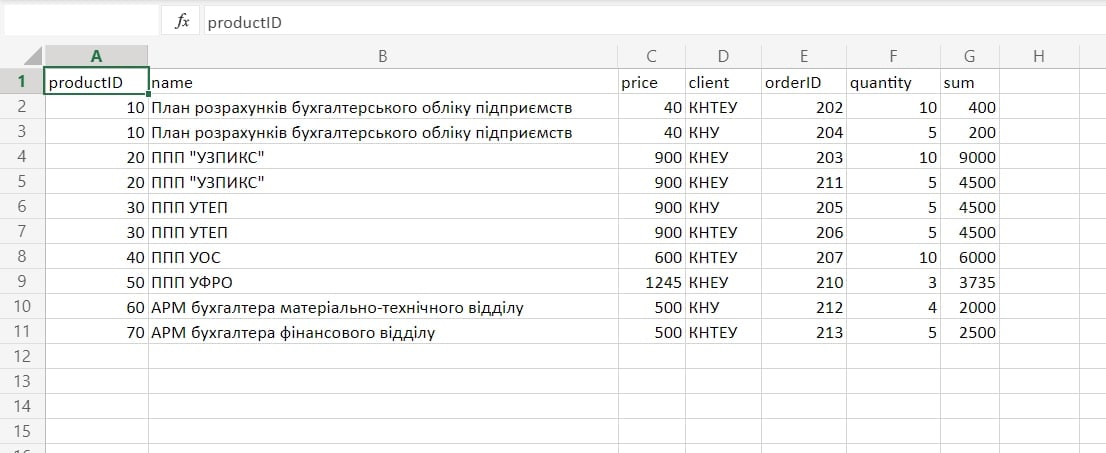 fx productID
A B C D E F G H
1 productID name price client orderID quantity sum
2 10 План розрахунків бухгалтерського обліку підприємств 40 КНТЕУ 202 10 400
3 10 План розрахунків бухгалтерського обліку підприємств 40 КНУ 204 5 200
4 20 ППП "УЗПИКС" 900 КНЕУ 203 10 9000
5 20 ППП "УЗПИКС" 900 КНЕУ 211 5 4500
6 30 ППП УТЕП 900 КНУ 205 5 4500
7 30 ППП УТЕП 900 КНТЕУ 206 5 4500
8 40 ППП УОС 600 КНТЕУ 207 10 6000
9 50 ППП УФРО 1245 КНЕУ 210 3 3735
10 60 АРМ бухгалтера матеріально-технічного відділу 500 КНУ 212 4 2000
11 70 АРМ бухгалтера фінансового відділу 500 КНТЕУ 213 5 2500
12
13
14
15